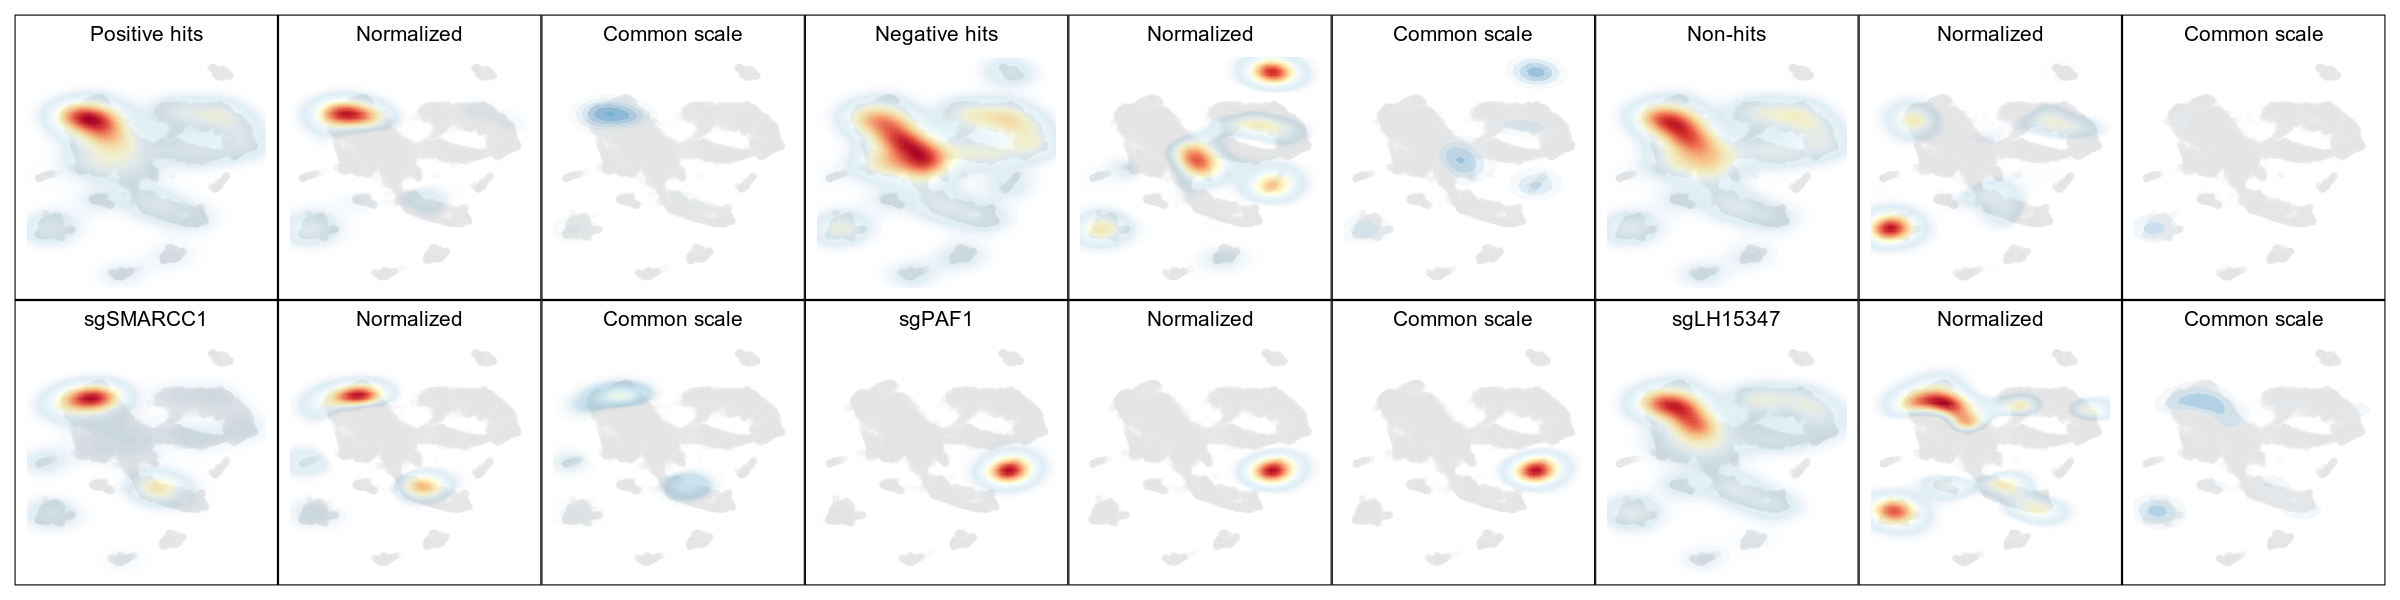 Positive hits
Normalized
Common scale
Negative hits
Normalized
Common scale
Non-hits
Normalized
Common scale
sgSMARCC1
Normalized
Common scale
sgPAF1
Normalized
Common scale
sgLH15347
Normalized
Common scale